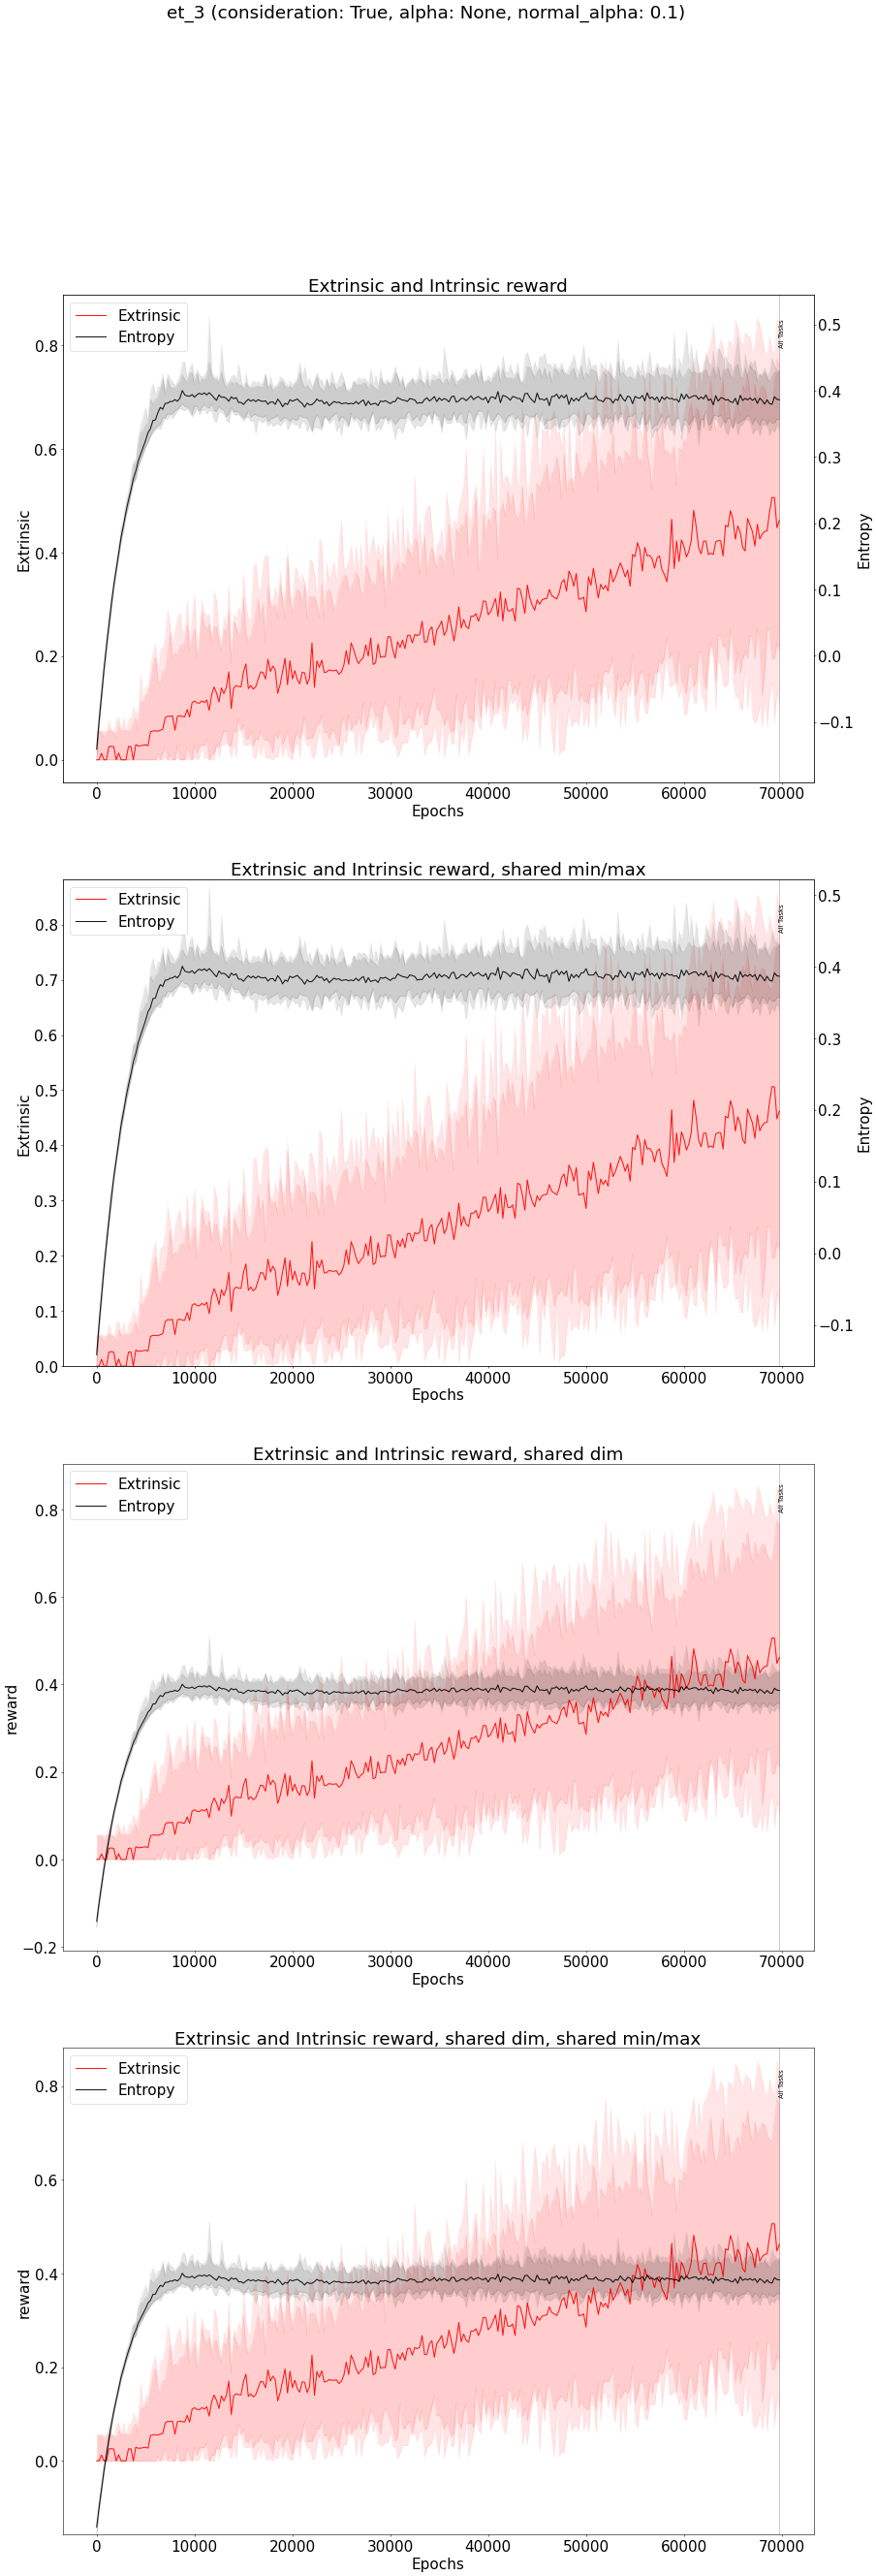 et_3 (consideration: True, alpha: None, normal_alpha: 0.1)
Extrinsic and Intrinsic reward
Extrinsic
Entropy
All Tasks
0.8
0.6
0.4
0.2
0.0
Extrinsic
0.5
0.4
0.3
0.2
0.1
0.0
−0.1
Entropy
0
10000
20000
30000
40000
50000
60000
70000
Epochs
Extrinsic and Intrinsic reward, shared min/max
Extrinsic
Entropy
All Tasks
0.8
0.7
0.6
0.5
0.4
0.3
0.2
0.1
0.0
Extrinsic
0.5
0.4
0.3
0.2
0.1
0.0
−0.1
Entropy
0
10000
20000
30000
40000
50000
60000
70000
Epochs
Extrinsic and Intrinsic reward, shared dim
Extrinsic
Entropy
All Tasks
0.8
0.6
0.4
0.2
0.0
−0.2
reward
0
10000
20000
30000
40000
50000
60000
70000
Epochs
Extrinsic and Intrinsic reward, shared dim, shared min/max
Extrinsic
Entropy
All Tasks
0.8
0.6
0.4
0.2
0.0
reward
0
10000
20000
30000
40000
50000
60000
70000
Epochs